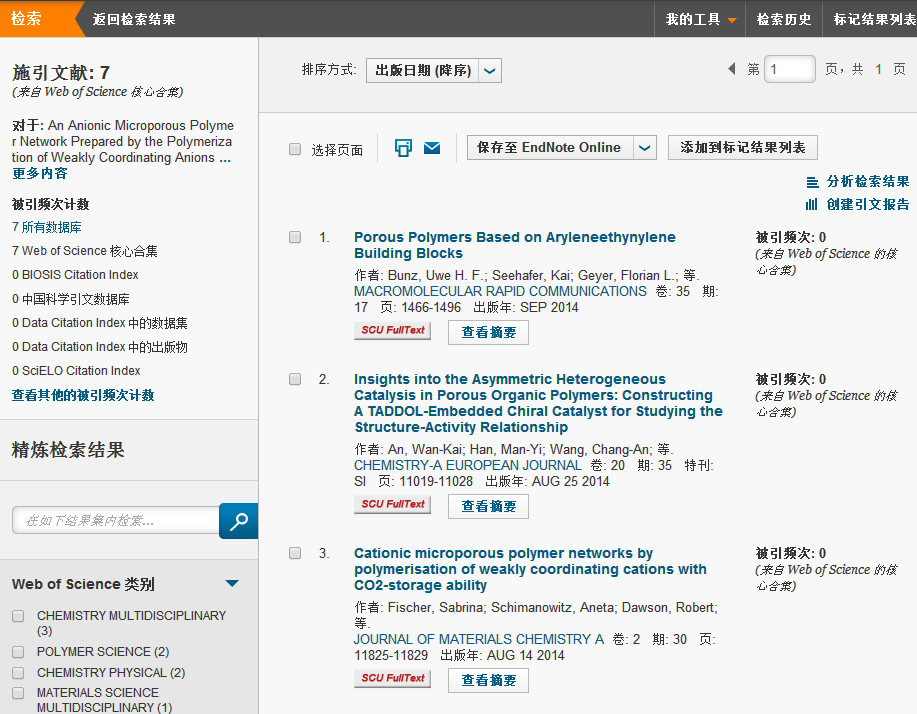 检索
返回检索结果
我的工具
检索历史
标记结果列表
施引文献: 7
(来自 Web of Science 核心合集)
对于: An Anionic Microporous Polyme
r Network Prepared by the Polymeriza
tion of Weakly Coordinating Anions ...
更多内容
被引频次计数
7 所有数据库
7 Web of Science 核心合集
0 BIOSIS Citation Index
0 中国科学引文数据库
0 Data Citation Index 中的数据集
0 Data Citation Index 中的出版物
0 SciELO Citation Index
查看其他的被引频次计数
精炼检索结果
在如下结果集内检索...
Web of Science 类别
CHEMISTRY MULTIDISCIPLINARY
(3)
POLYMER SCIENCE (2)
CHEMISTRY PHYSICAL (2)
MATERIALS SCIENCE
MULTIDISCIPLINARY (1)
排序方式: 出版日期 (降序)
第 1 页，共 1 页
选择页面
保存至 EndNote Online
添加到标记结果列表
分析检索结果
创建引文报告
1. Porous Polymers Based on Aryleneethynylene
Building Blocks
作者: Bunz, Uwe H. F.; Seehafer, Kai; Geyer, Florian L.; 等.
MACROMOLECULAR RAPID COMMUNICATIONS 卷: 35 期:
17 页: 1466-1496 出版年: SEP 2014
SCU FullText 查看摘要
被引频次: 0
(来自 Web of Science 的核
心合集)
2. Insights into the Asymmetric Heterogeneous
Catalysis in Porous Organic Polymers: Constructing
A TADDOL-Embedded Chiral Catalyst for Studying the
Structure-Activity Relationship
作者: An, Wan-Kai; Han, Man-Yi; Wang, Chang-An; 等.
CHEMISTRY-A EUROPEAN JOURNAL 卷: 20 期: 35 特刊:
SI 页: 11019-11028 出版年: AUG 25 2014
SCU FullText 查看摘要
被引频次: 0
(来自 Web of Science 的核
心合集)
3. Cationic microporous polymer networks by
polymerisation of weakly coordinating cations with
CO2-storage ability
作者: Fischer, Sabrina; Schimanowitz, Aneta; Dawson, Robert;
等.
JOURNAL OF MATERIALS CHEMISTRY A 卷: 2 期: 30 页:
11825-11829 出版年: AUG 14 2014
SCU FullText 查看摘要
被引频次: 0
(来自 Web of Science 的核
心合集)